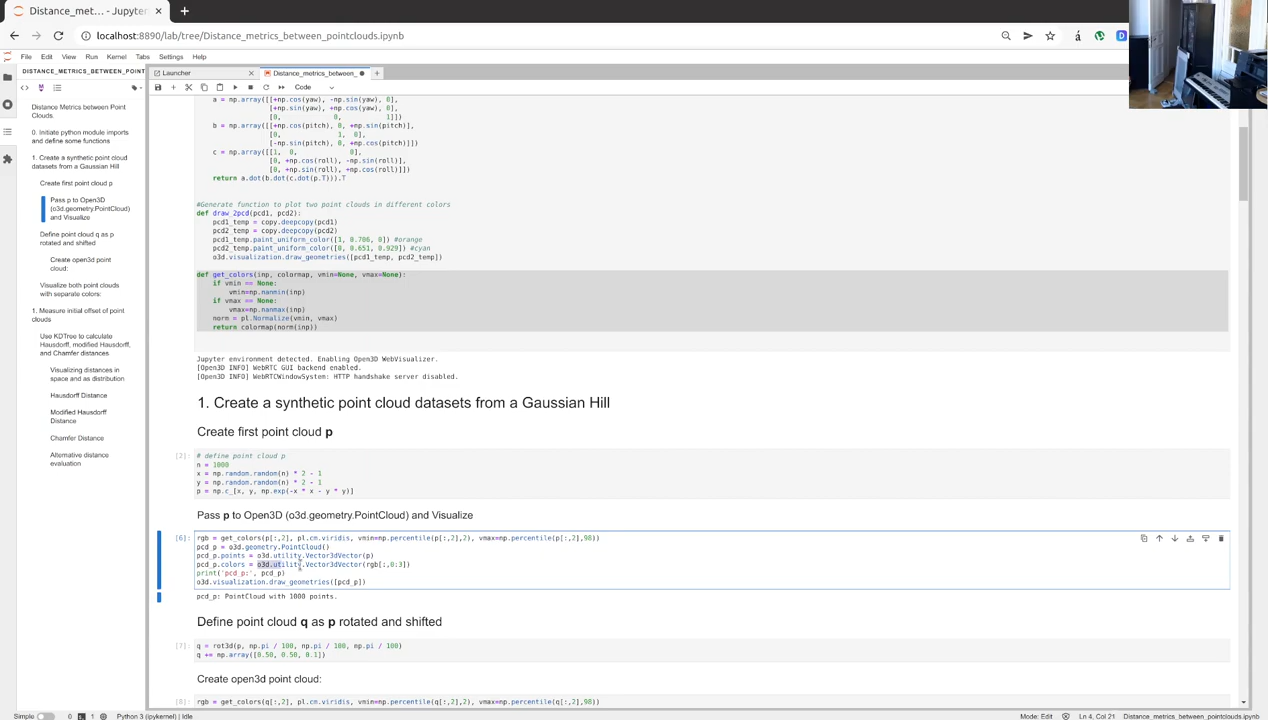 Distance_met... - Jupyter
localhost:8890/lab/tree/Distance_metrics_between_pointclouds.ipynb
File Edit View Run Kernel Tabs Settings Help
DISTANCE_METRICS_BETWEEN_POINT
Launcher
Distance_metrics_between_
Code
Distance Metrics between Point
Clouds
0. Initiate python module imports
and define some functions
1. Create a synthetic point cloud
datasets from a Gaussian Hill
Create first point cloud p
Pass p to Open3D
(o3d.geometry.PointCloud)
and Visualize
Define point cloud q as p
rotated and shifted
Create open3d point
cloud:
Visualize both point clouds
with separate colors:
1. Measure initial offset of point
clouds
Use KDTree to calculate
Hausdorff, modified Hausdorff,
and Chamfer distances
Visualizing distances in
space and as distribution
Hausdorff Distance
Modified Hausdorff
Distance
Chamfer Distance
Alternative distance
evaluation
a = np.array([[+np.cos(yaw), -np.sin(yaw), 0],
[+np.sin(yaw), +np.cos(yaw), 0],
[0, 0, 1]])
b = np.array([[+np.cos(pitch), 0, +np.sin(pitch)],
[0, 1, 0],
[-np.sin(pitch), 0, +np.cos(pitch)]])
c = np.array([[1, 0, 0],
[0, +np.cos(roll), -np.sin(roll)],
[0, +np.sin(roll), +np.cos(roll)]])
return a.dot(b.dot(c.dot(p.T))).T
#Generate function to plot two point clouds in different colors
def draw_2pcd(pcd1, pcd2):
pcd1_temp = copy.deepcopy(pcd1)
pcd2_temp = copy.deepcopy(pcd2)
pcd1_temp.paint_uniform_color([1, 0.706, 0]) #orange
pcd2_temp.paint_uniform_color([0, 0.651, 0.929]) #cyan
o3d.visualization.draw_geometries([pcd1_temp, pcd2_temp])
def get_colors(inp, colormap, vmin=None, vmax=None):
if vmin == None:
vmin=np.nanmin(inp)
if vmax == None:
vmax=np.nanmax(inp)
norm = pl.Normalize(vmin, vmax)
return colormap(norm(inp))
Jupyter environment detected. Enabling Open3D WebVisualizer.
[Open3D INFO] WebRTC GUI backend enabled.
[Open3D INFO] WebRTCWindowSystem: HTTP handshake server disabled.
1. Create a synthetic point cloud datasets from a Gaussian Hill
Create first point cloud p
[2]: # define point cloud p
n = 1000
x = np.random.random(n) * 2 - 1
y = np.random.random(n) * 2 - 1
p = np.c_[x, y, np.exp(-x * x - y * y)]
Pass p to Open3D (o3d.geometry.PointCloud) and Visualize
[6]: rgb = get_colors(p[:,2], pl.cm.viridis, vmin=np.percentile(p[:,2],2), vmax=np.percentile(p[:,2],98))
pcd_p = o3d.geometry.PointCloud()
pcd_p.points = o3d.utility.Vector3dVector(p)
pcd_p.colors = o3d.utility.Vector3dVector(rgb[:,0:3])
print('pcd_p:', pcd_p)
o3d.visualization.draw_geometries([pcd_p])
pcd_p: PointCloud with 1000 points.
Define point cloud q as p rotated and shifted
[7]: q = rot3d(p, np.pi / 100, np.pi / 100, np.pi / 100)
q += np.array([0.50, 0.50, 0.1])
Create open3d point cloud:
[8]: rgb = get_colors(q[:,2], pl.cm.viridis, vmin=np.percentile(q[:,2],2), vmax=np.percentile(q[:,2],98))
Simple 0 1 Python 3 (ipykernel) | Idle
Mode: Edit Ln 4, Col 21 Distance_metrics_between_pointclouds.ipynb